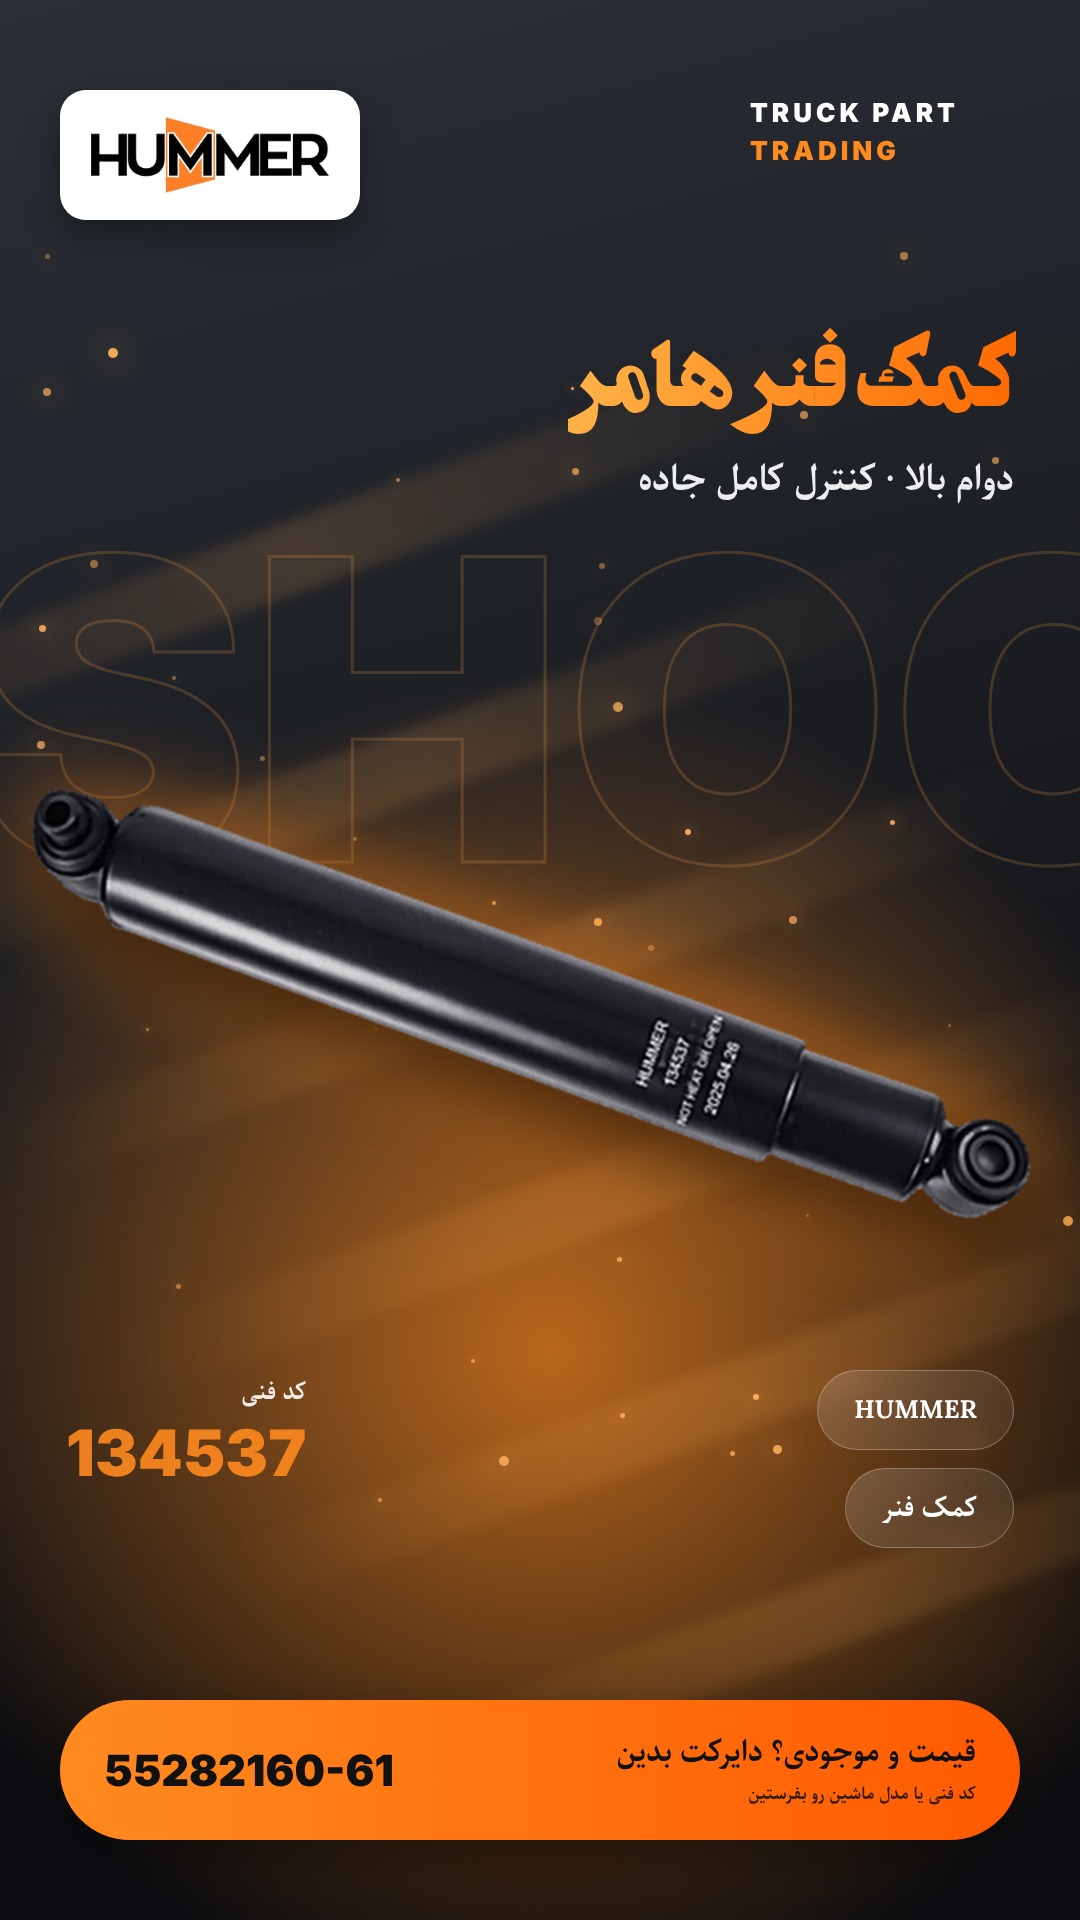 HUMMER
TRUCK PART
TRADING
کمک فنر هامر
دوام بالا · کنترل کامل جاده
SHOC
HUMMER
134537
NOT HEAT OR OPEN
2025.04.26
کد فنی
134537
HUMMER
کمک فنر
قیمت و موجودی؟ دایرکت بدین
کد فنی یا مدل ماشین رو بفرستین
55282160-61